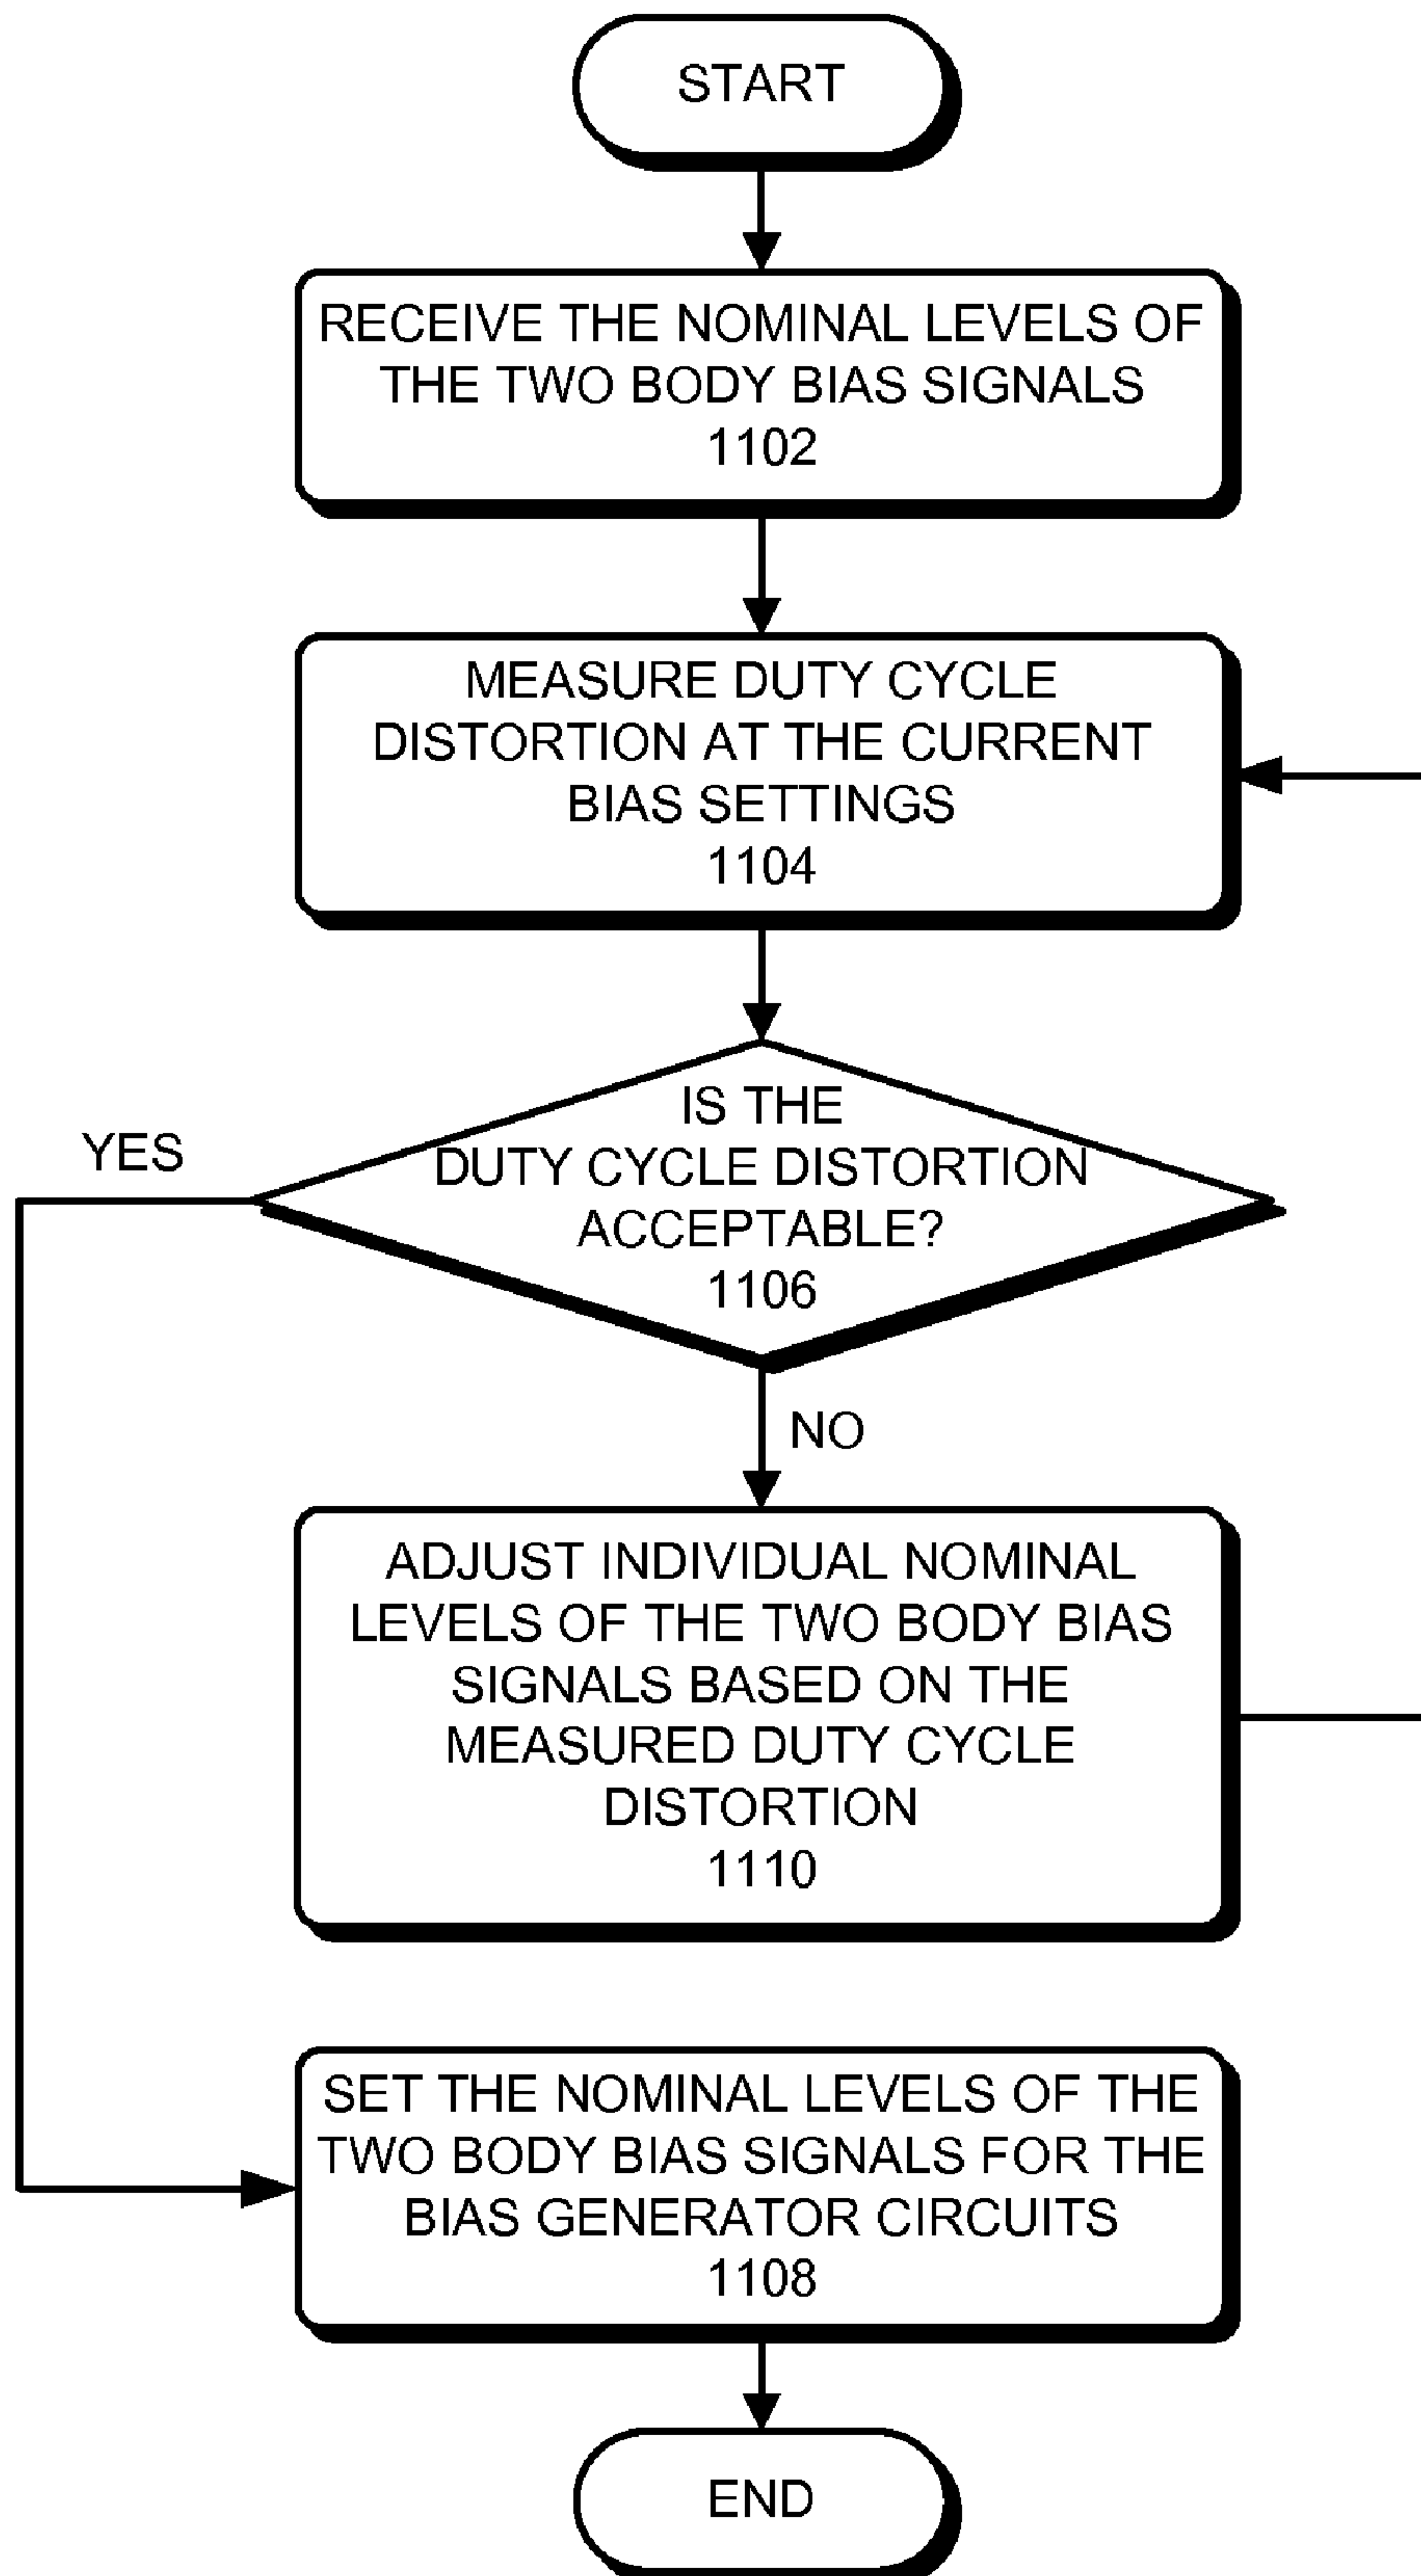 START
RECEIVE THE NOMINAL LEVELS OF
THE TWO BODY BIAS SIGNALS
1102
MEASURE DUTY CYCLE
DISTORTION AT THE CURRENT
BIAS SETTINGS
1104
IS THE
DUTY CYCLE DISTORTION
ACCEPTABLE?
1106
YES
NO
ADJUST INDIVIDUAL NOMINAL
LEVELS OF THE TWO BODY BIAS
SIGNALS BASED ON THE
MEASURED DUTY CYCLE
DISTORTION
1110
SET THE NOMINAL LEVELS OF THE
TWO BODY BIAS SIGNALS FOR THE
BIAS GENERATOR CIRCUITS
1108
END